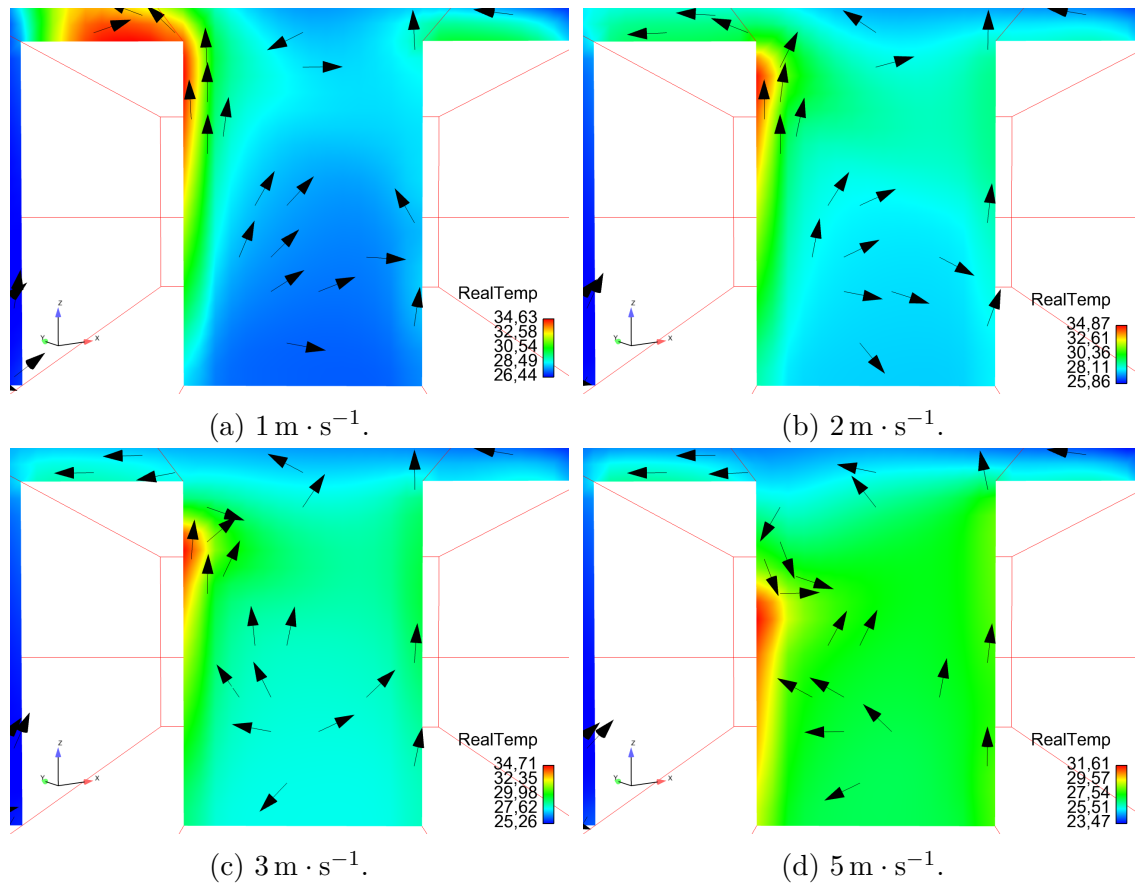 RealTemp
34,63
32,58
30,54
28,49
26,44
Z
Y
X
(a) 1 m · s⁻¹.
RealTemp
34,87
32,61
30,36
28,11
25,86
Z
Y
X
(b) 2 m · s⁻¹.
RealTemp
34,71
32,35
29,98
27,62
25,26
Z
Y
X
(c) 3 m · s⁻¹.
RealTemp
31,61
29,57
27,54
25,51
23,47
Z
Y
X
(d) 5 m · s⁻¹.